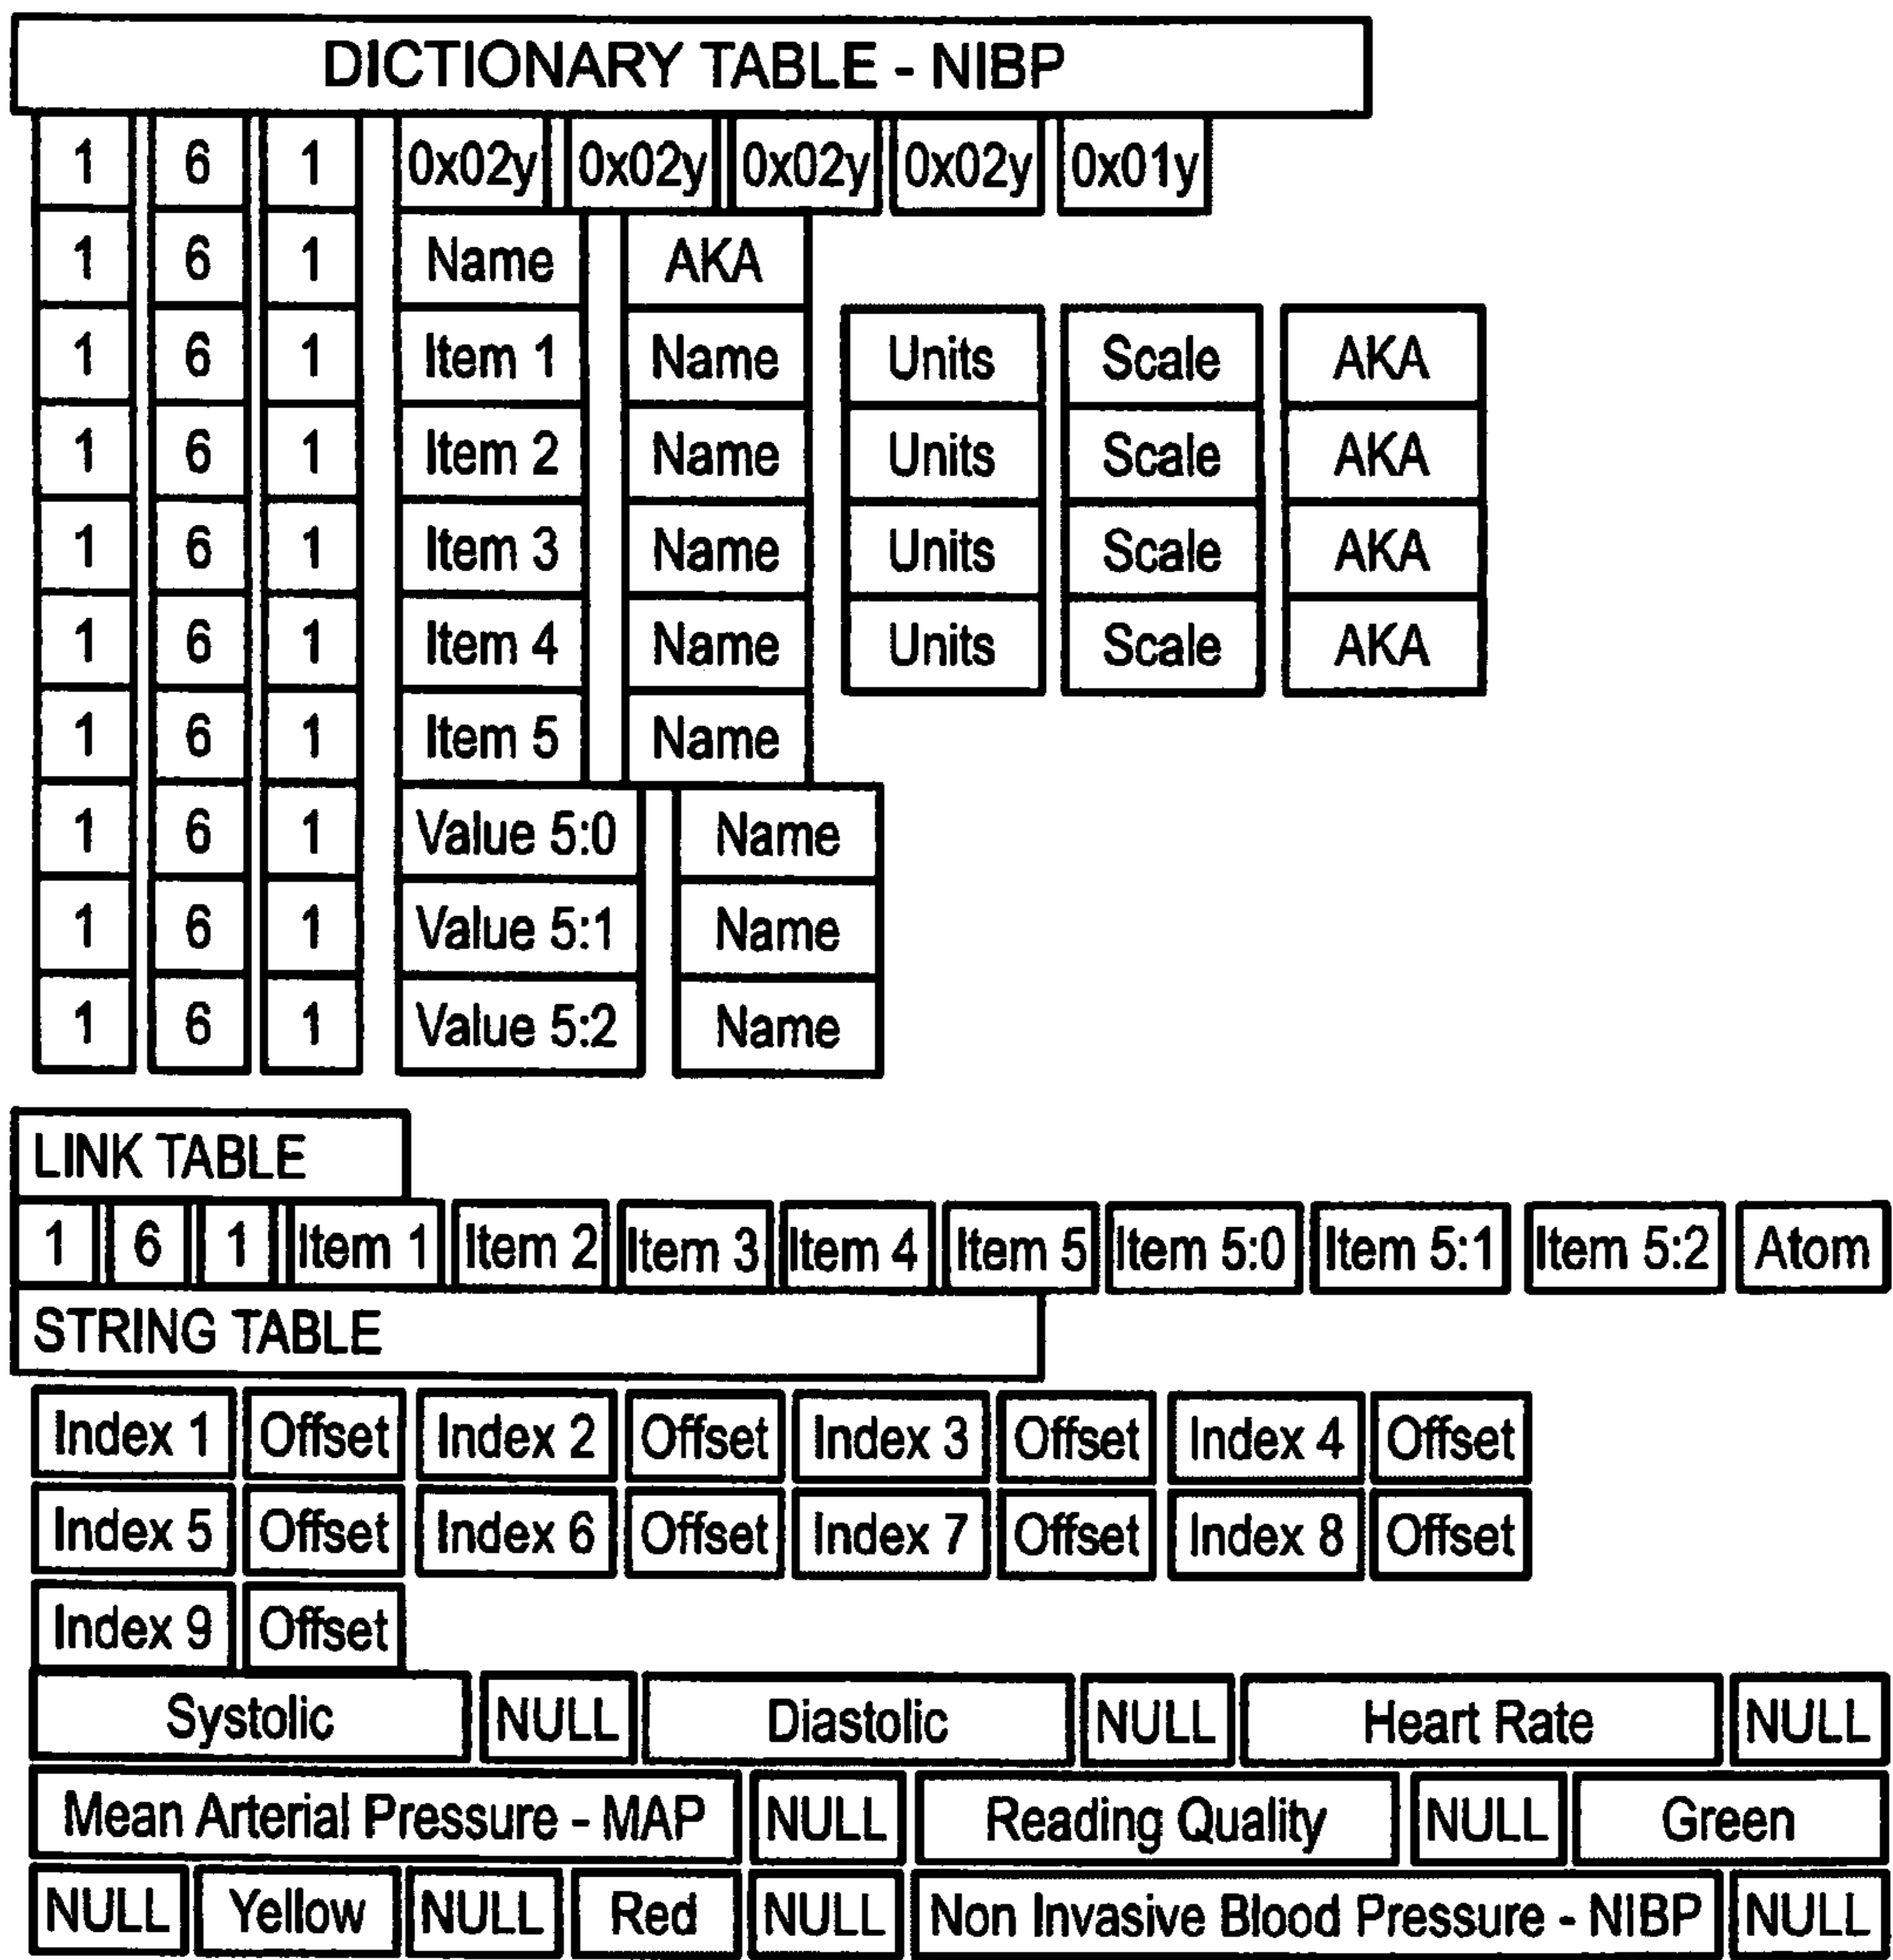 DICTIONARY TABLE - NIBP
1 6 1 0x02y 0x02y 0x02y 0x02y 0x01y
1 6 1 Name AKA
1 6 1 Item 1 Name Units Scale AKA
1 6 1 Item 2 Name Units Scale AKA
1 6 1 Item 3 Name Units Scale AKA
1 6 1 Item 4 Name Units Scale AKA
1 6 1 Item 5 Name
1 6 1 Value 5:0 Name
1 6 1 Value 5:1 Name
1 6 1 Value 5:2 Name
LINK TABLE
1 6 1 Item 1 Item 2 Item 3 Item 4 Item 5 Item 5:0 Item 5:1 Item 5:2 Atom
STRING TABLE
Index 1 Offset Index 2 Offset Index 3 Offset Index 4 Offset
Index 5 Offset Index 6 Offset Index 7 Offset Index 8 Offset
Index 9 Offset
Systolic NULL Diastolic NULL Heart Rate NULL
Mean Arterial Pressure - MAP NULL Reading Quality NULL Green
NULL Yellow NULL Red NULL Non Invasive Blood Pressure - NIBP NULL